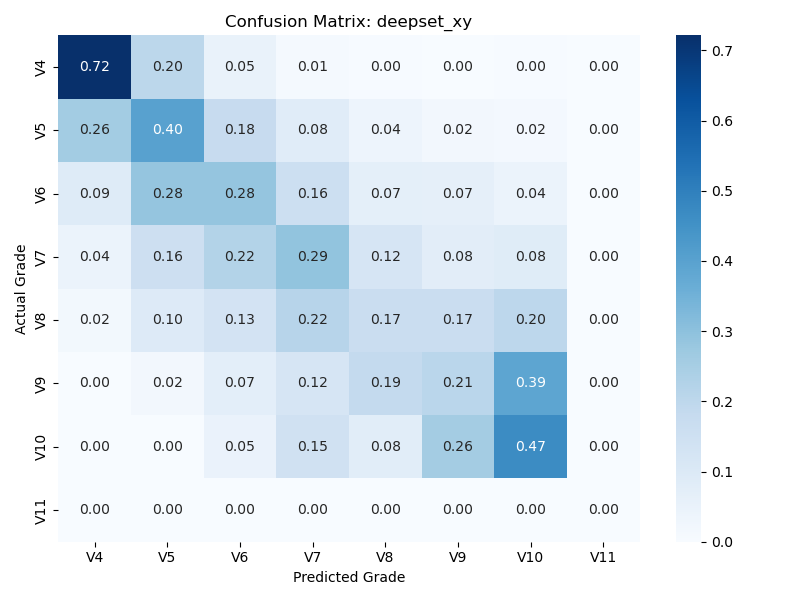 Confusion Matrix: deepset_xy
V4 0.72 0.20 0.05 0.01 0.00 0.00 0.00 0.00
V5 0.26 0.40 0.18 0.08 0.04 0.02 0.02 0.00
V6 0.09 0.28 0.28 0.16 0.07 0.07 0.04 0.00
V7 0.04 0.16 0.22 0.29 0.12 0.08 0.08 0.00
V8 0.02 0.10 0.13 0.22 0.17 0.17 0.20 0.00
V9 0.00 0.02 0.07 0.12 0.19 0.21 0.39 0.00
V10 0.00 0.00 0.05 0.15 0.08 0.26 0.47 0.00
V11 0.00 0.00 0.00 0.00 0.00 0.00 0.00 0.00
V4 V5 V6 V7 V8 V9 V10 V11
Predicted Grade
Actual Grade
0.7
0.6
0.5
0.4
0.3
0.2
0.1
0.0